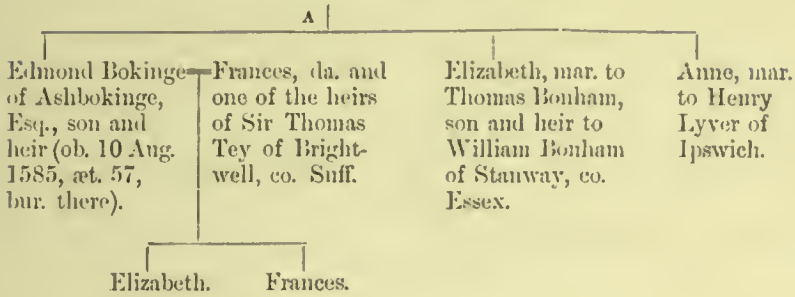 A
Edmond Bokinge
of Ashbokinge,
Esq., son and
heir (ob. 10 Aug.
1585, æt. 57,
bur. there).
Frances, da. and
one of the heirs
of Sir Thomas
Tey of Bright-
well, co. Suff.
Elizabeth, mar. to
Thomas Bonham,
son and heir to
William Bonham
of Stanway, co.
Essex.
Anne, mar.
to Henry
Lyver of
Ipswich.
Elizabeth.
Frances.